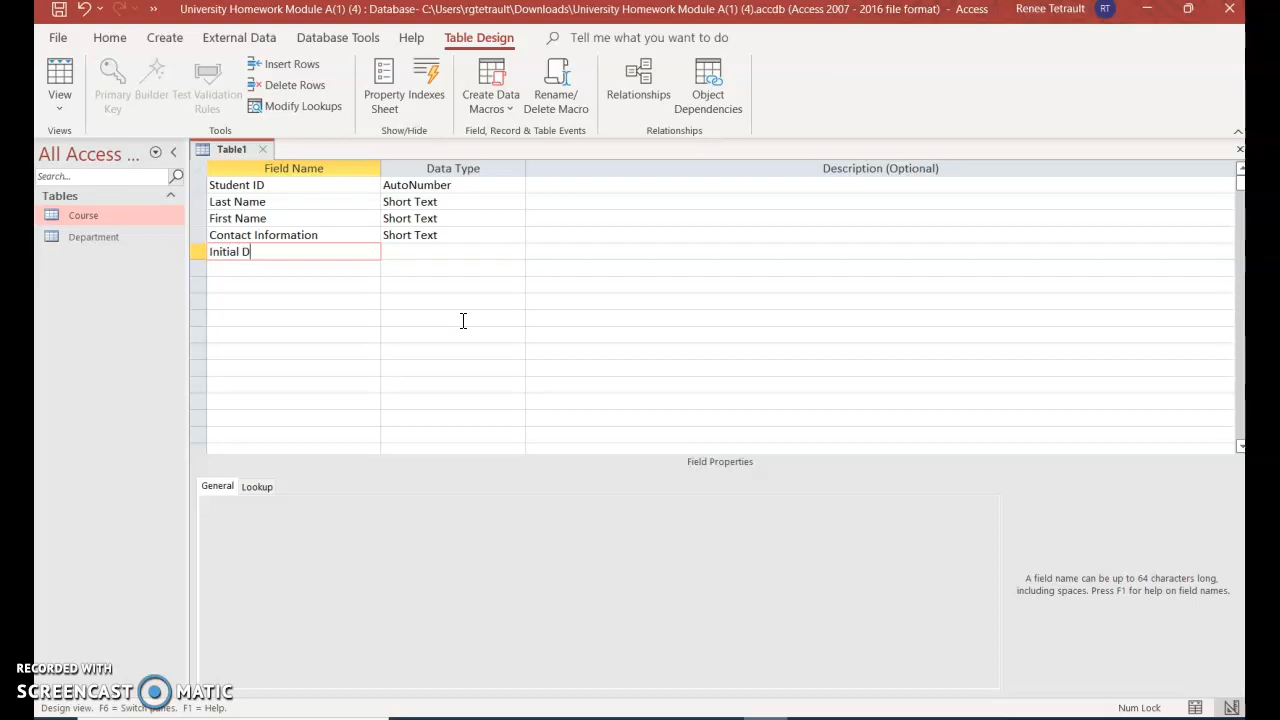 University Homework Module A(1) (4) : Database- C:\Users\rgtetrault\Downloads\University Homework Module A(1) (4).accdb (Access 2007 - 2016 file format) - Access
Renee Tetrault
RT
File Home Create External Data Database Tools Help Table Design Tell me what you want to do
View
Views
Primary Key
Builder
Test Validation Rules
Insert Rows
Delete Rows
Modify Lookups
Tools
Property Sheet
Indexes
Show/Hide
Create Data Macros
Rename/ Delete Macro
Field, Record & Table Events
Relationships
Object Dependencies
Relationships
All Access ...
Search...
Tables
Course
Department
Table1
Field Name Data Type Description (Optional)
Student ID AutoNumber
Last Name Short Text
First Name Short Text
Contact Information Short Text
Initial D
Field Properties
General Lookup
A field name can be up to 64 characters long,
including spaces. Press F1 for help on field names.
RECORDED WITH
SCREENCAST MATIC
Design view. F6 = Switch panes. F1 = Help.
Num Lock